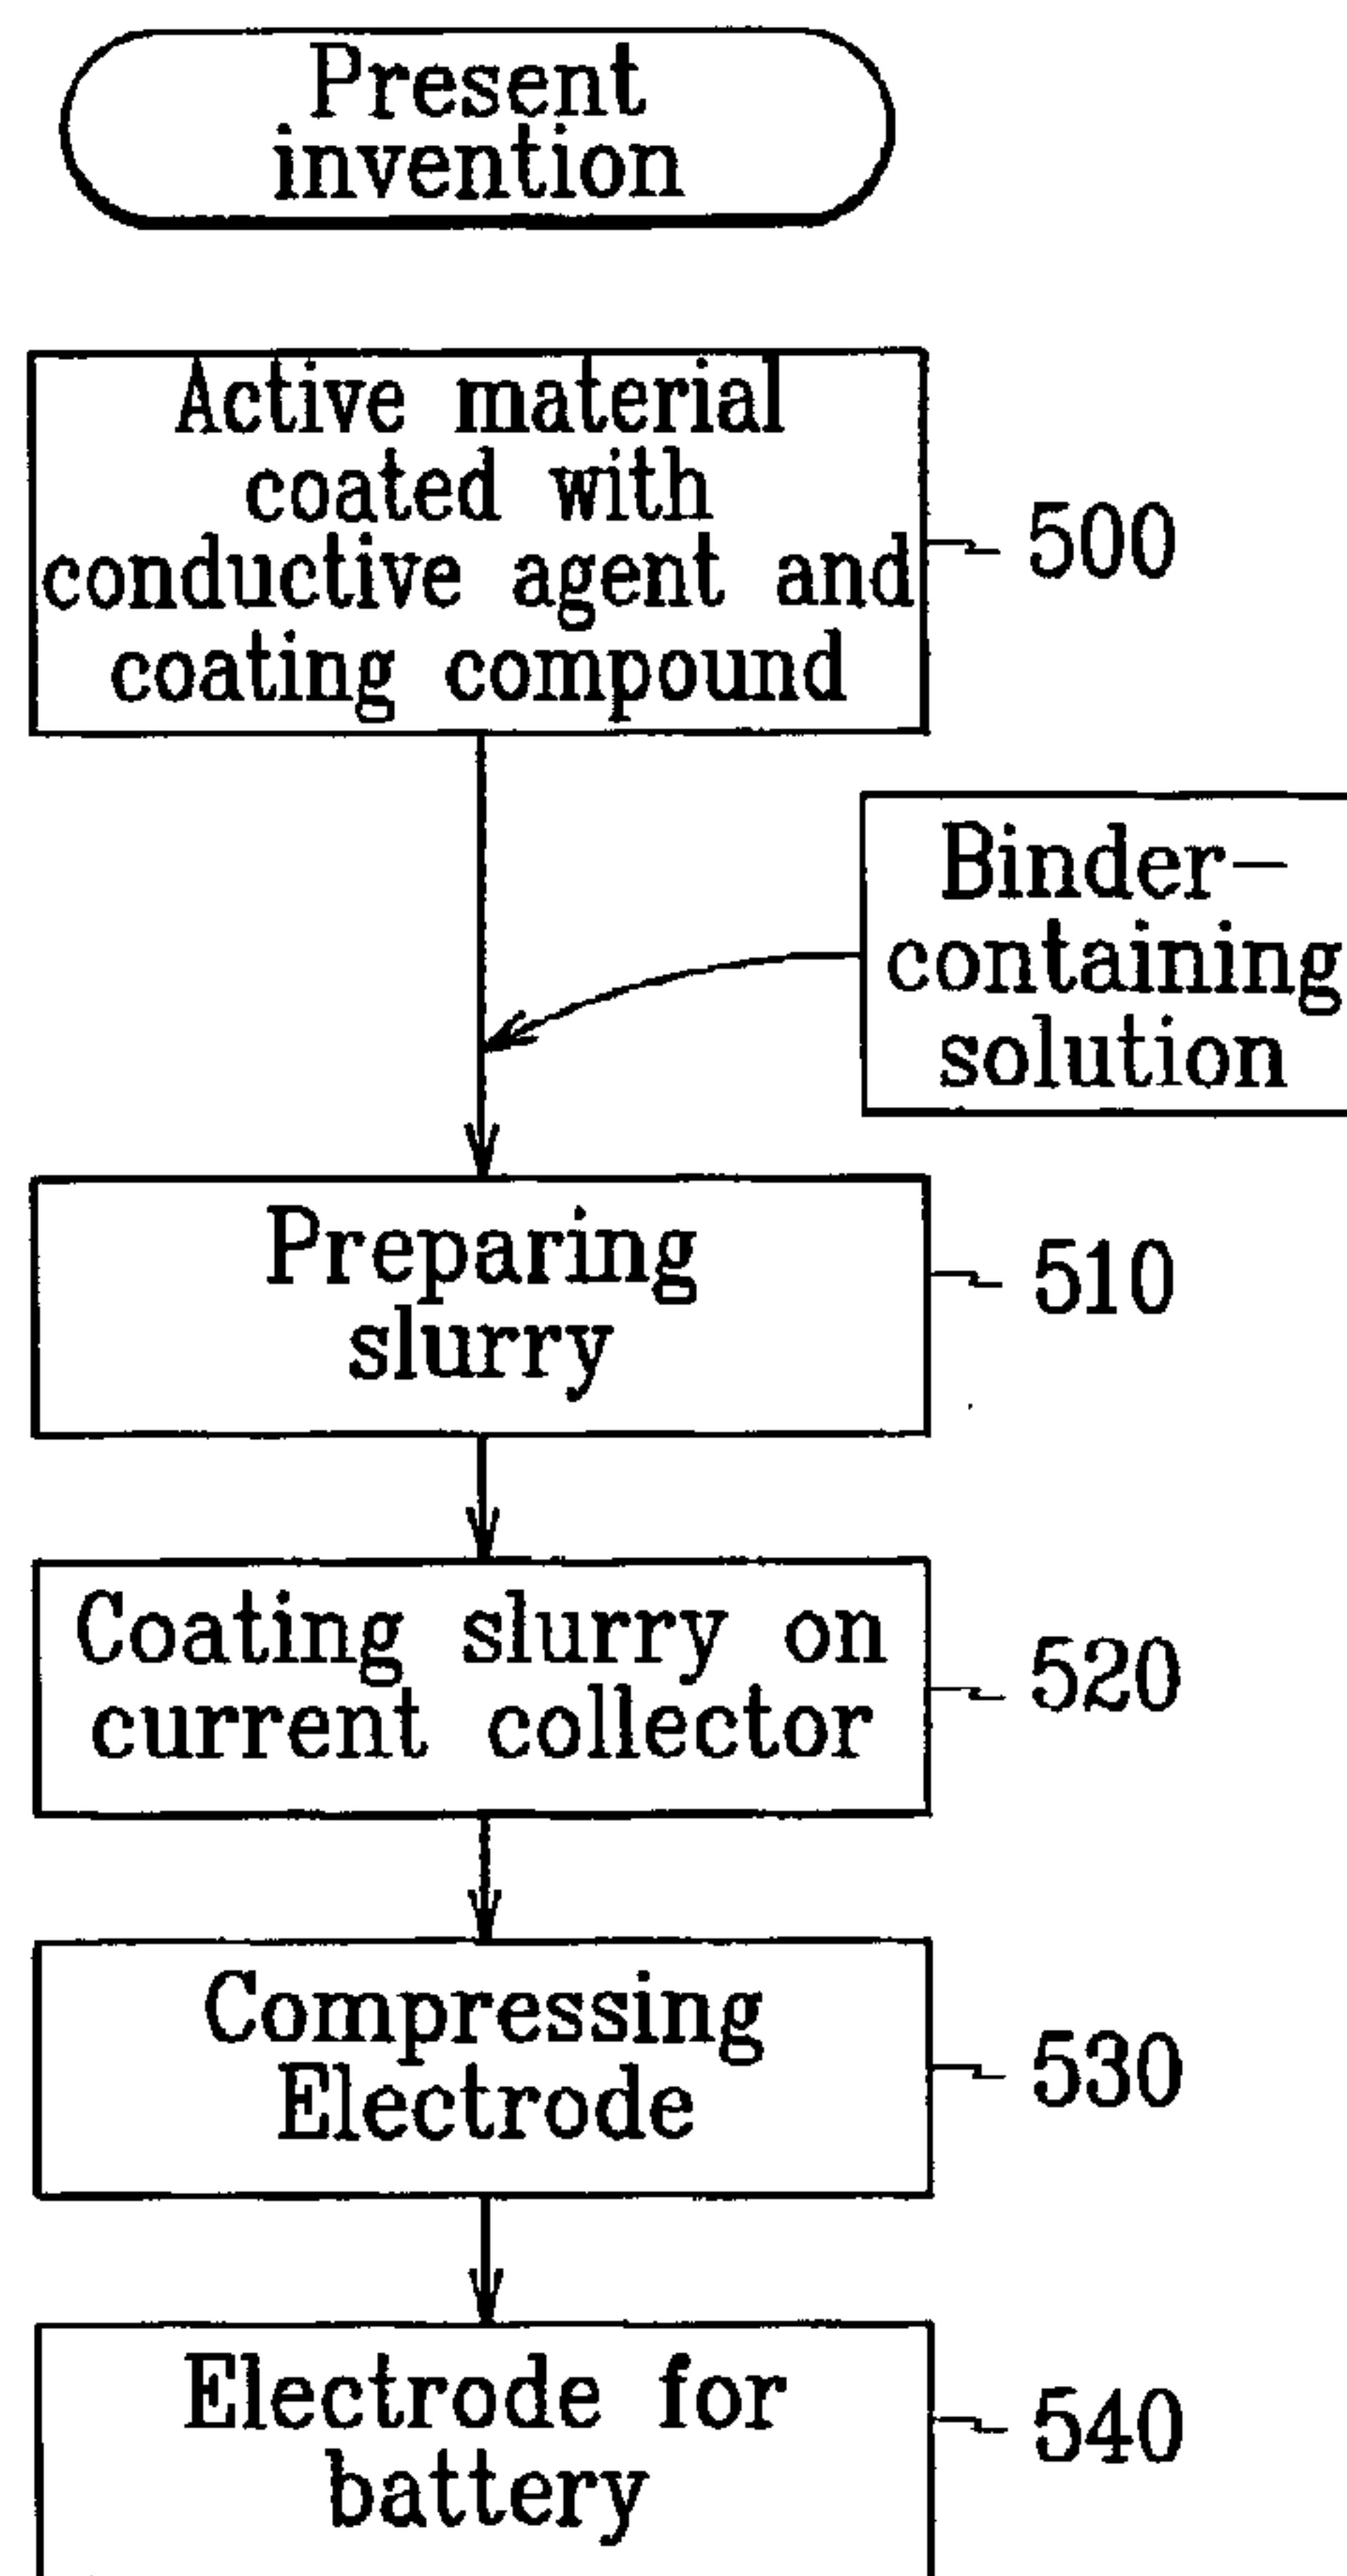 Present
invention
Active material
coated with
conductive agent and
coating compound
500
Binder-
containing
solution
Preparing
slurry
510
Coating slurry on
current collector
520
Compressing
Electrode
530
Electrode for
battery
540